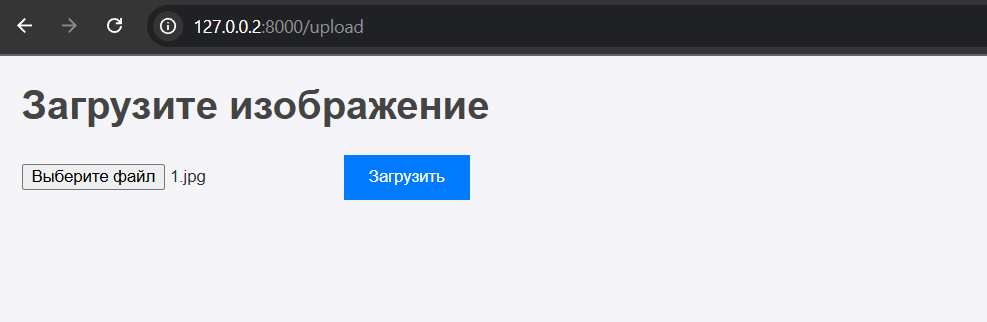 127.0.0.2:8000/upload
Загрузите изображение
Выберите файл 1.jpg Загрузить